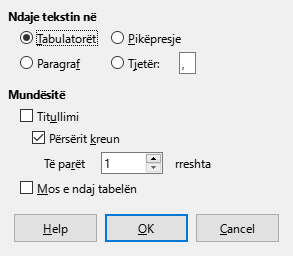 Ndaje tekstin në
Tabulatorët Pikëpresje
Paragraf Tjetër: ,
Mundësitë
Titullimi
Përsërit kreun
Të parët 1 rreshta
Mos e ndaj tabelën
Help OK Cancel